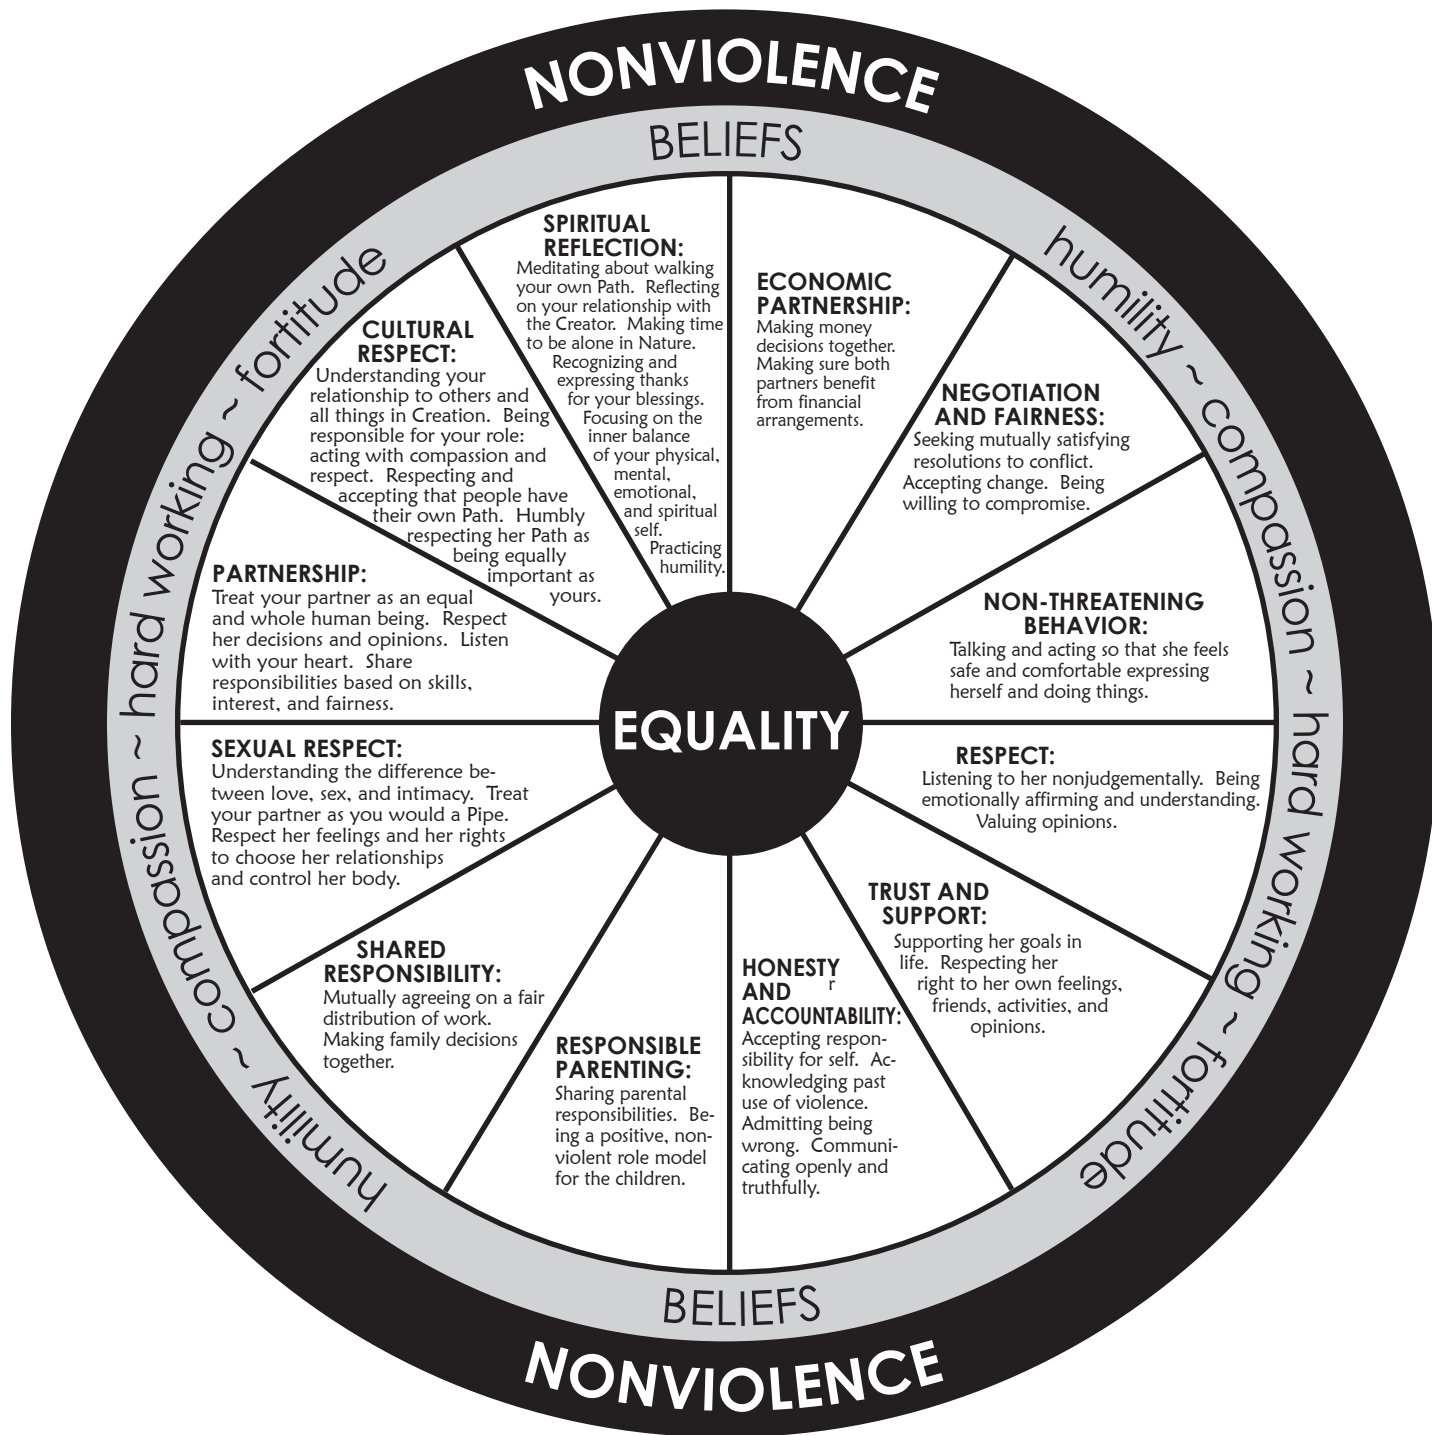 NONVIOLENCE
BELIEFS
humility ~ compassion ~ hard working ~ fortitude
ECONOMIC
PARTNERSHIP:
Making money
decisions together.
Making sure both
partners benefit
from financial
arrangements.
NEGOTIATION
AND FAIRNESS:
Seeking mutually satisfying
resolutions to conflict.
Accepting change.  Being
willing to compromise.
NON-THREATENING
BEHAVIOR:
Talking and acting so that she feels
safe and comfortable expressing
herself and doing things.
RESPECT:
Listening to her nonjudgementally.  Being
emotionally affirming and understanding.
Valuing opinions.
TRUST AND
SUPPORT:
Supporting her goals in
life.  Respecting her
right to her own feelings,
friends, activities, and
opinions.
HONESTY
r
AND
ACCOUNTABILITY:
Accepting respon-
sibility for self.  Ac-
knowledging past
use of violence.
Admitting being
wrong.  Communi-
cating openly and
truthfully.
RESPONSIBLE
PARENTING:
Sharing parental
responsibilities.  Be-
ing a positive, non-
violent role model
for the children.
SHARED
RESPONSIBILITY:
Mutually agreeing on a fair
distribution of work.
Making family decisions
together.
SEXUAL RESPECT:
Understanding the difference be-
tween love, sex, and intimacy.  Treat
your partner as you would a Pipe.
Respect her feelings and her rights
to choose her relationships
and control her body.
PARTNERSHIP:
Treat your partner as an equal
and whole human being.  Respect
her decisions and opinions.  Listen
with your heart.  Share
responsibilities based on skills,
interest, and fairness.
CULTURAL
RESPECT:
Understanding your
relationship to others and
all things in Creation.  Being
responsible for your role:
acting with compassion and
respect.  Respecting and
accepting that people have
their own Path.  Humbly
respecting her Path as
being equally
important as
yours.
SPIRITUAL
REFLECTION:
Meditating about walking
your own Path.  Reflecting
on your relationship with
the Creator.  Making time
to be alone in Nature.
Recognizing and
expressing thanks
for your blessings.
Focusing on the
inner balance
of your physical,
mental,
emotional,
and spiritual
self.
Practicing
humility.
EQUALITY
humility ~ compassion ~ hard working ~ fortitude
BELIEFS
NONVIOLENCE